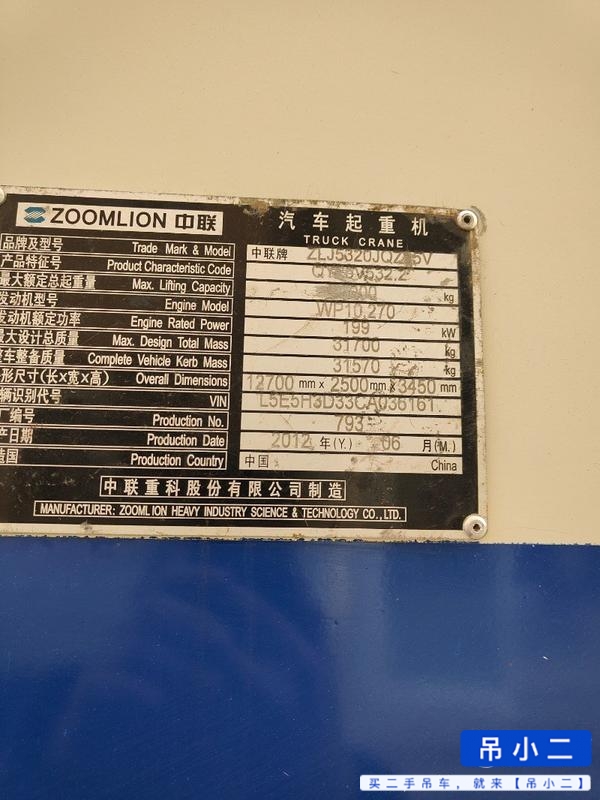 ZOOMLION 中联 汽车起重机
TRUCK CRANE
品牌及型号 Trade Mark & Model 中联牌
产品特征号 Product Characteristic Code
最大额定总起重量 Max. Lifting Capacity kg
发动机型号 Engine Model WP10.270
发动机额定功率 Engine Rated Power 199 kW
最大设计总质量 Max. Design Total Mass 31700 kg
整车整备质量 Complete Vehicle Kerb Mass 31570 kg
形尺寸(长×宽×高) Overall Dimensions 12700 mm × 2500 mm × 3450 mm
辆识别代号 VIN L5E5H3D33CA036161
厂编号 Production No. 793
产日期 Production Date 2012 年(Y.) 06 月(M.)
造国 Production Country 中国 China
中联重科股份有限公司制造
MANUFACTURER: ZOOMLION HEAVY INDUSTRY SCIENCE & TECHNOLOGY CO., LTD.
吊小二
买二手吊车，就来【吊小二】